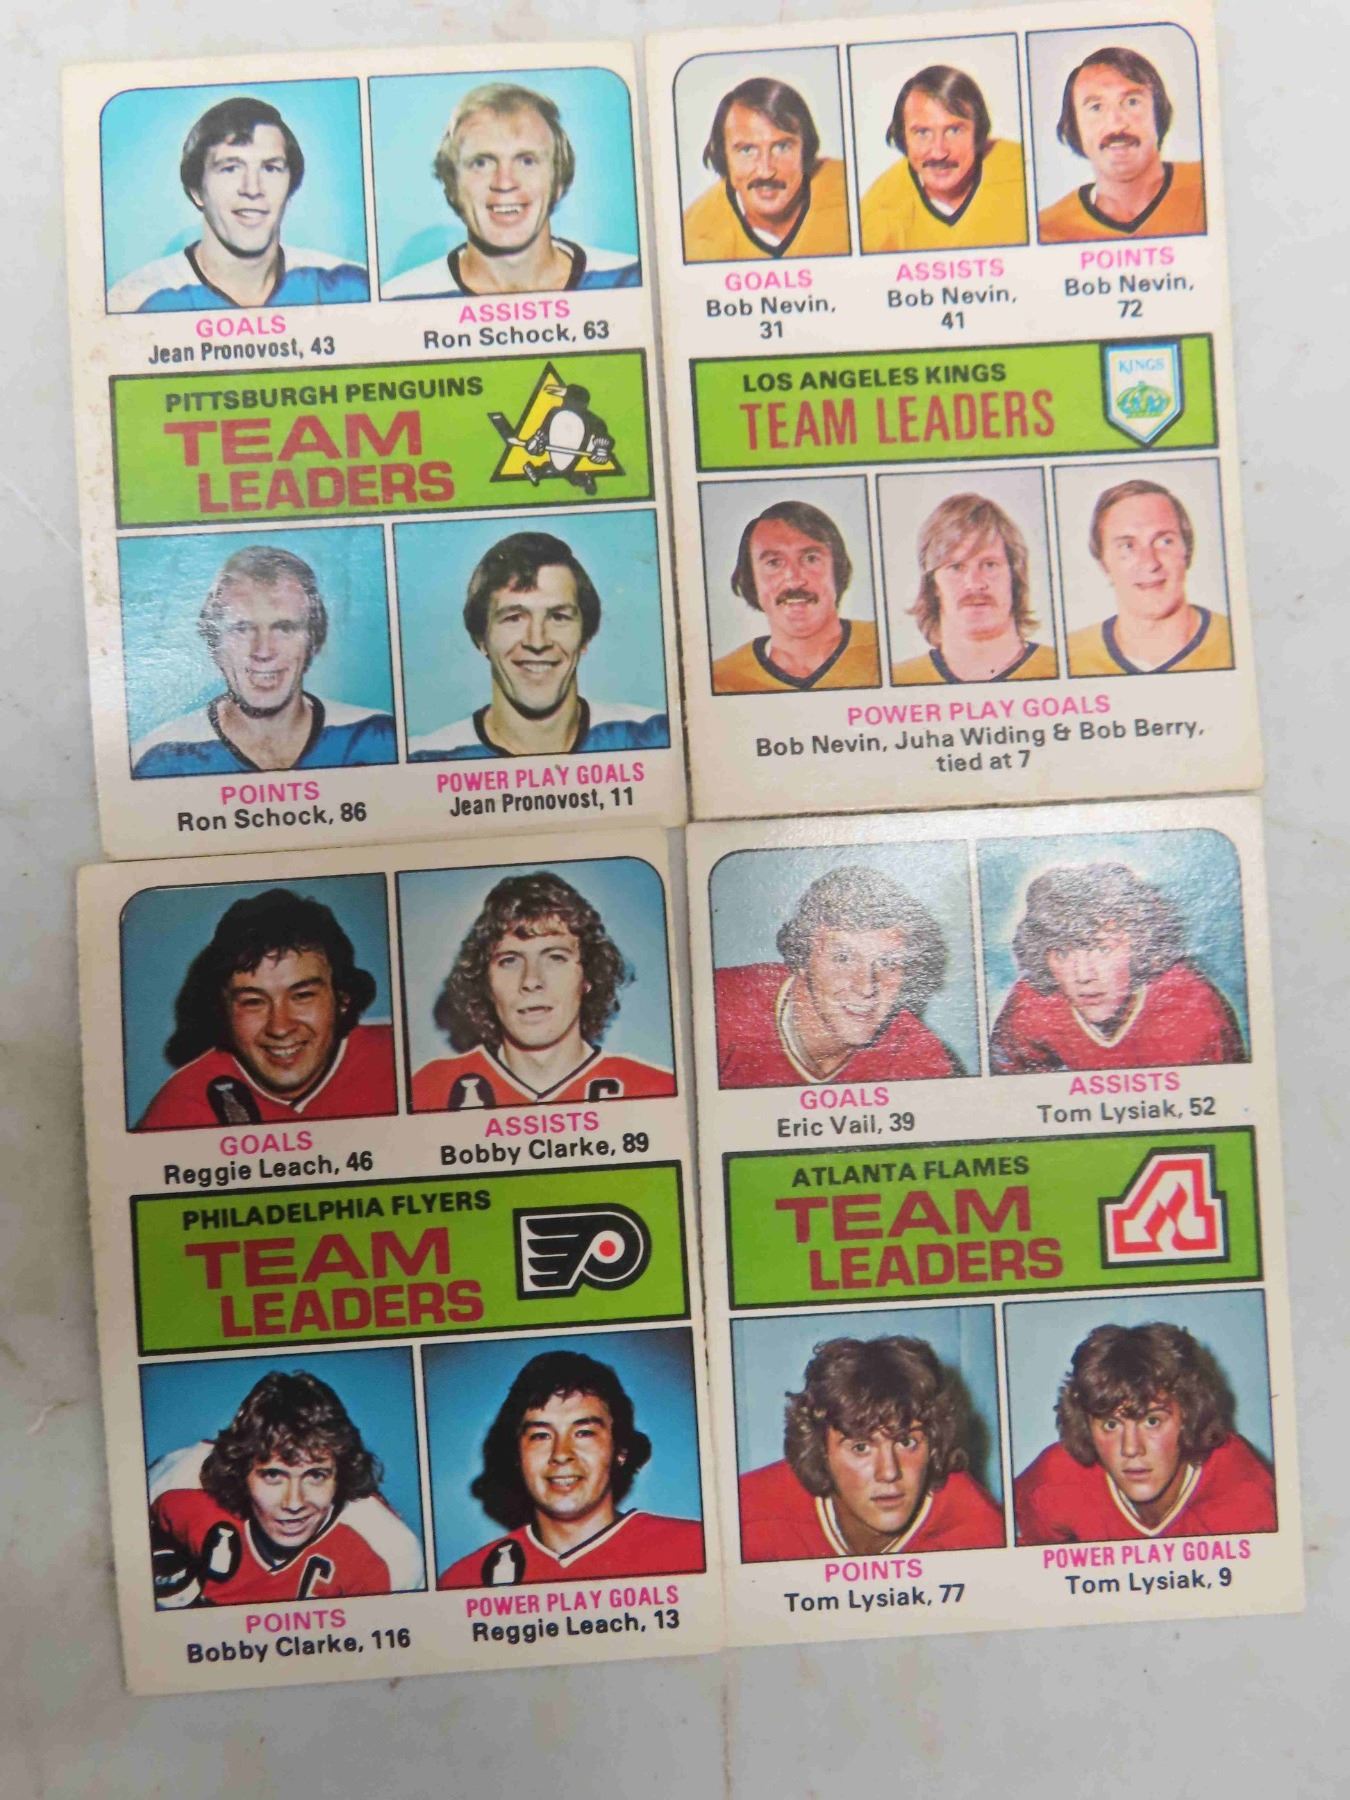 GOALS
Jean Pronovost, 43
ASSISTS
Ron Schock, 63
PITTSBURGH PENGUINS
TEAM
LEADERS
POINTS
Ron Schock, 86
POWER PLAY GOALS
Jean Pronovost, 11
GOALS
Bob Nevin,
31
ASSISTS
Bob Nevin,
41
POINTS
Bob Nevin,
72
LOS ANGELES KINGS
TEAM LEADERS
KINGS
POWER PLAY GOALS
Bob Nevin, Juha Widing & Bob Berry,
tied at 7
GOALS
Reggie Leach, 46
ASSISTS
Bobby Clarke, 89
PHILADELPHIA FLYERS
TEAM
LEADERS
POINTS
Bobby Clarke, 116
POWER PLAY GOALS
Reggie Leach, 13
GOALS
Eric Vail, 39
ASSISTS
Tom Lysiak, 52
ATLANTA FLAMES
TEAM
LEADERS
POINTS
Tom Lysiak, 77
POWER PLAY GOALS
Tom Lysiak, 9